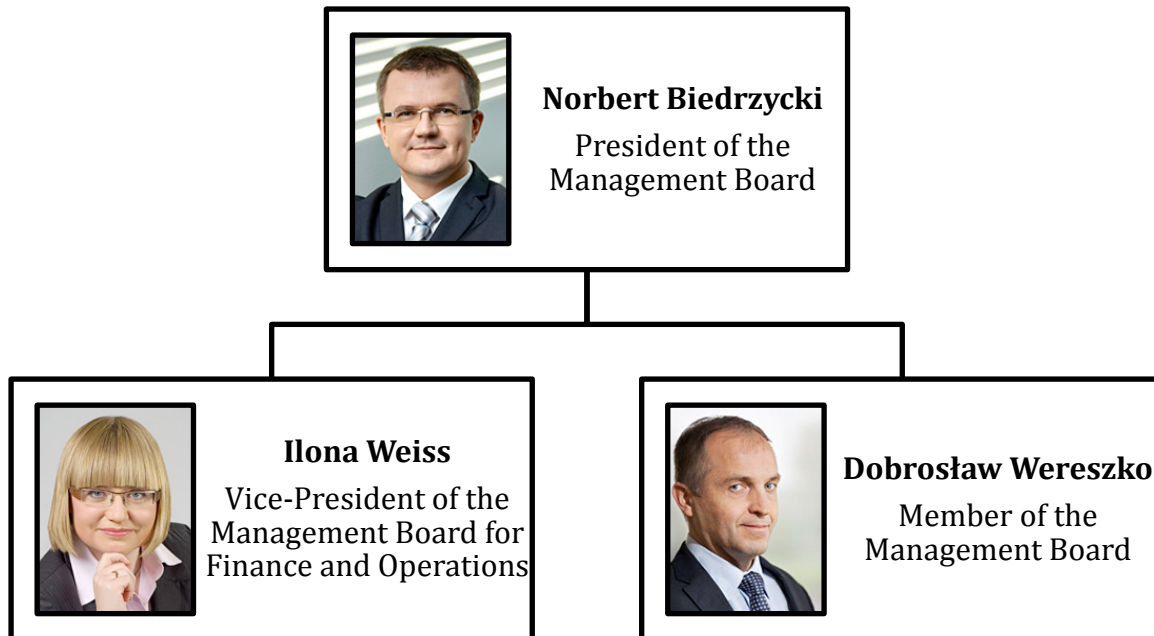 Norbert Biedrzycki
President of the
Management Board
Ilona Weiss
Vice-President of the
Management Board for
Finance and Operations
Dobrosław Wereszko
Member of the
Management Board